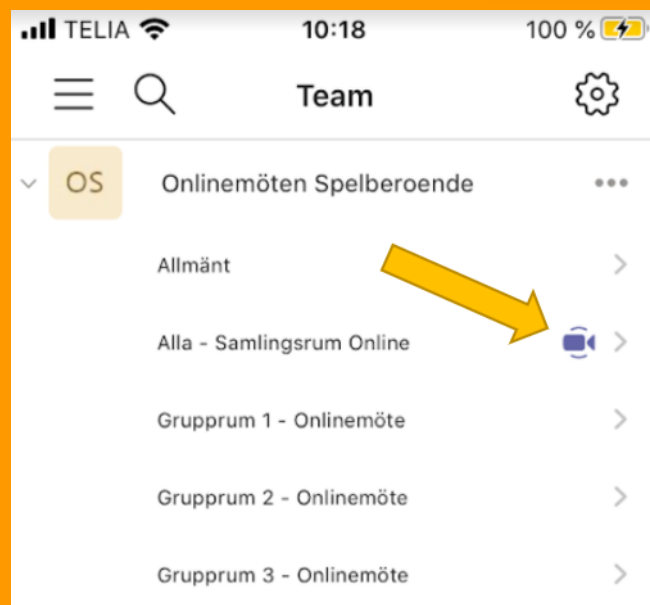 TELIA 10:18 100 %
Team
OS Onlinemöten Spelberoende
Allmänt
Alla - Samlingsrum Online
Grupprum 1 - Onlinemöte
Grupprum 2 - Onlinemöte
Grupprum 3 - Onlinemöte